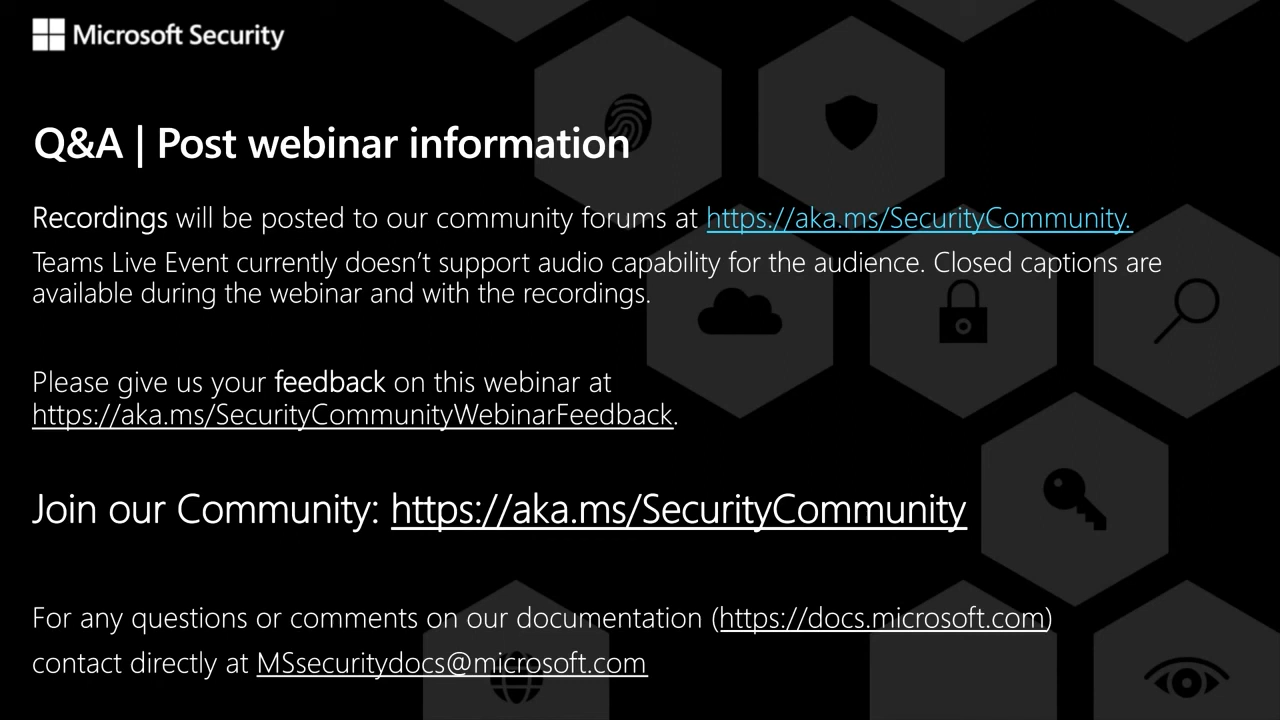 Microsoft Security
Q&A | Post webinar information
Recordings will be posted to our community forums at https://aka.ms/SecurityCommunity.
Teams Live Event currently doesn't support audio capability for the audience. Closed captions are
available during the webinar and with the recordings.
Please give us your feedback on this webinar at
https://aka.ms/SecurityCommunityWebinarFeedback.
Join our Community: https://aka.ms/SecurityCommunity
For any questions or comments on our documentation (https://docs.microsoft.com)
contact directly at MSsecuritydocs@microsoft.com